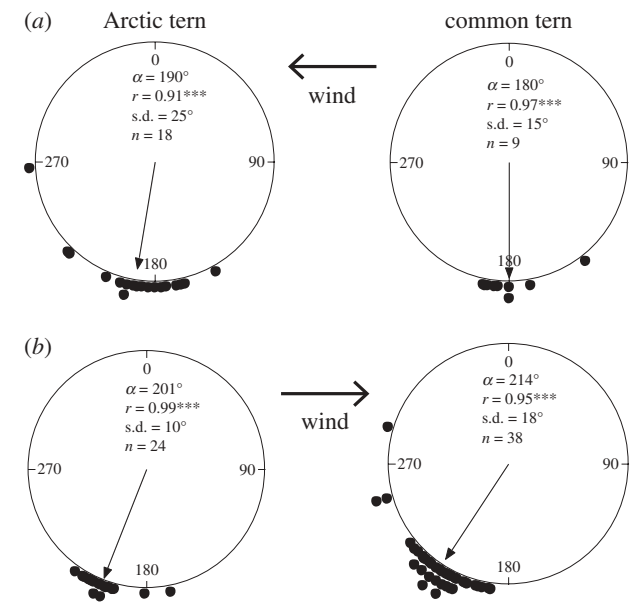 (a) Arctic tern common tern
wind
0
α = 190°
r = 0.91***
s.d. = 25°
n = 18
270 90
180
0
α = 180°
r = 0.97***
s.d. = 15°
n = 9
270 90
180
(b)
wind
0
α = 201°
r = 0.99***
s.d. = 10°
n = 24
270 90
180
0
α = 214°
r = 0.95***
s.d. = 18°
n = 38
270 90
180